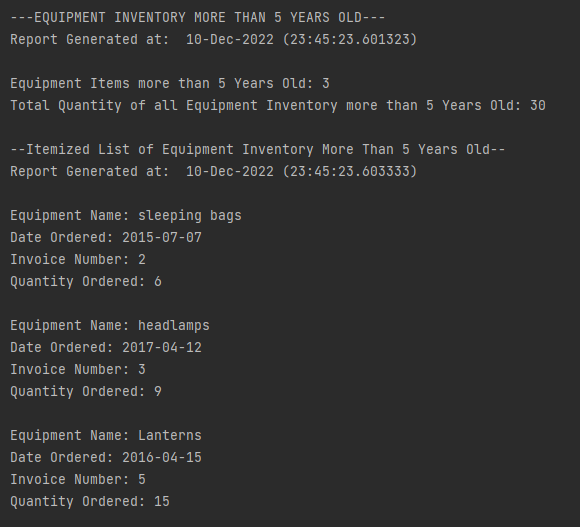 ---EQUIPMENT INVENTORY MORE THAN 5 YEARS OLD---
Report Generated at:  10-Dec-2022 (23:45:23.601323)

Equipment Items more than 5 Years Old: 3
Total Quantity of all Equipment Inventory more than 5 Years Old: 30

--Itemized List of Equipment Inventory More Than 5 Years Old--
Report Generated at:  10-Dec-2022 (23:45:23.603333)

Equipment Name: sleeping bags
Date Ordered: 2015-07-07
Invoice Number: 2
Quantity Ordered: 6

Equipment Name: headlamps
Date Ordered: 2017-04-12
Invoice Number: 3
Quantity Ordered: 9

Equipment Name: Lanterns
Date Ordered: 2016-04-15
Invoice Number: 5
Quantity Ordered: 15